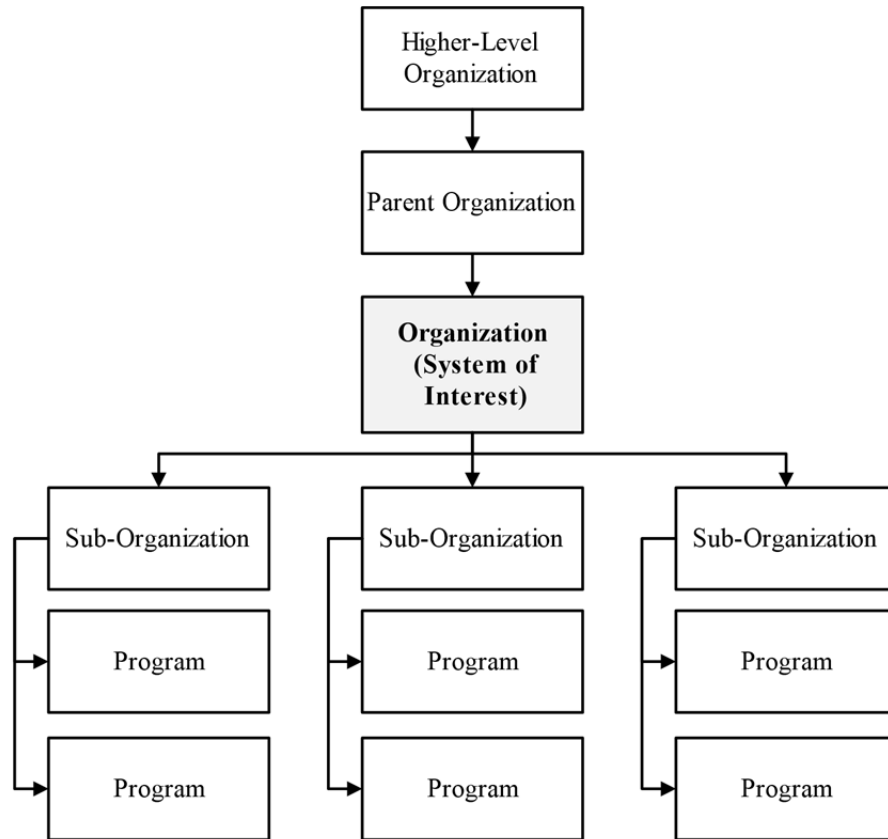 Higher-Level
Organization
Parent Organization
Organization
(System of
Interest)
Sub-Organization
Sub-Organization
Sub-Organization
Program
Program
Program
Program
Program
Program